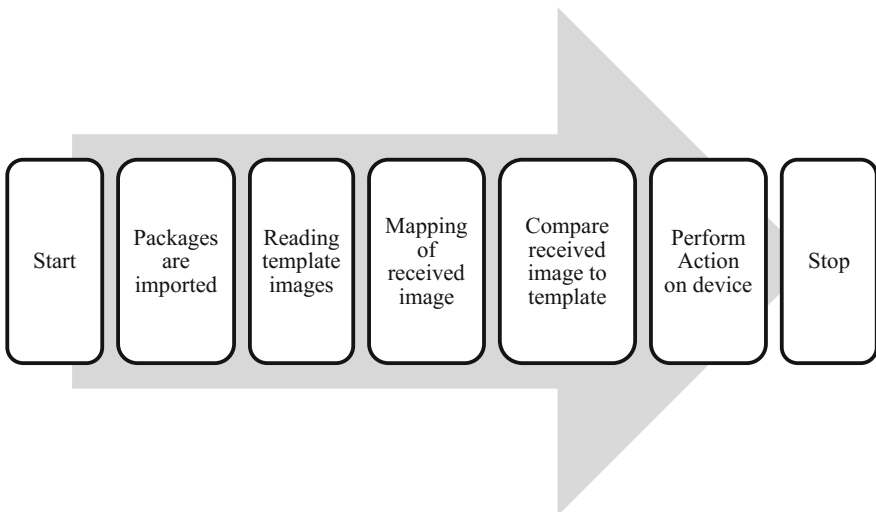 Start
Packages
are
imported
Reading
template
images
Mapping
of
received
image
Compare
received
image to
template
Perform
Action
on device
Stop